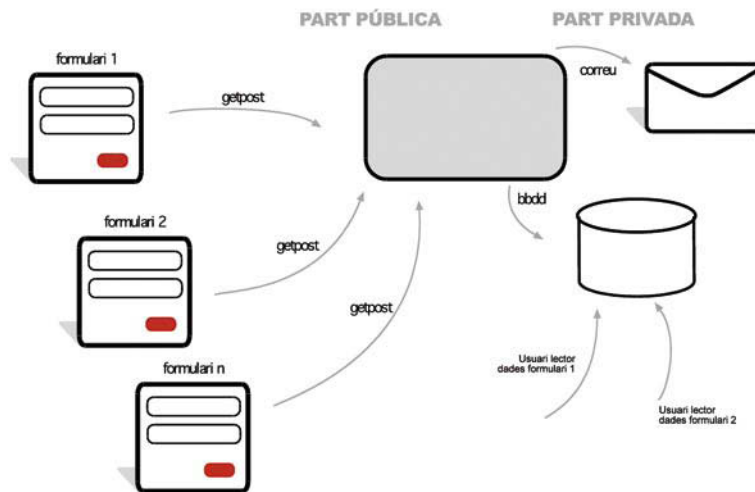 PART PÚBLICA
PART PRIVADA
formulari 1
getpost
correu
formulari 2
getpost
bbdd
getpost
formulari n
Usuari lector
dades formulari 1
Usuari lector
dades formulari 2